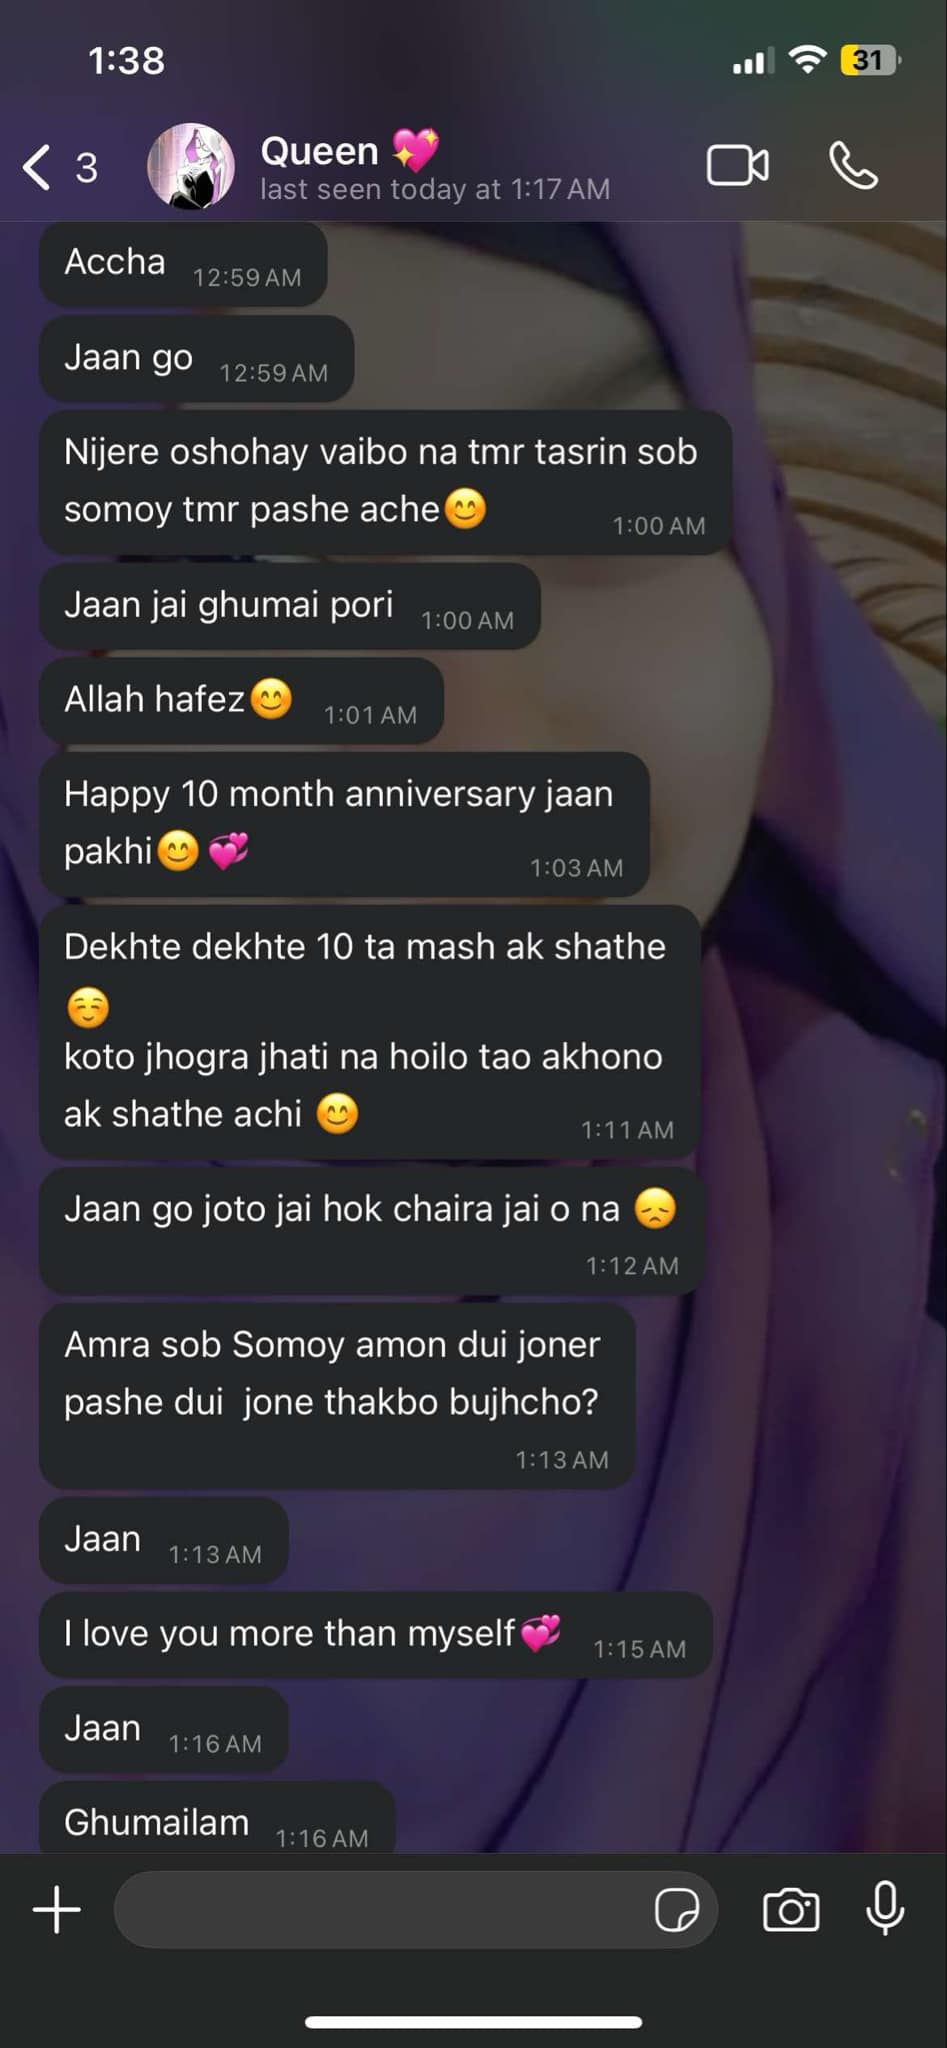 1:38
31
3
Queen 💖
last seen today at 1:17 AM
Accha
12:59 AM
Jaan go
12:59 AM
Nijere oshohay vaibo na tmr tasrin sob
somoy tmr pashe ache😊
1:00 AM
Jaan jai ghumai pori
1:00 AM
Allah hafez😊
1:01 AM
Happy 10 month anniversary jaan
pakhi😊💞
1:03 AM
Dekhte dekhte 10 ta mash ak shathe
☺️
koto jhogra jhati na hoilo tao akhono
ak shathe achi 😊
1:11 AM
Jaan go joto jai hok chaira jai o na 😞
1:12 AM
Amra sob Somoy amon dui joner
pashe dui  jone thakbo bujhcho?
1:13 AM
Jaan
1:13 AM
I love you more than myself💞
1:15 AM
Jaan
1:16 AM
Ghumailam
1:16 AM